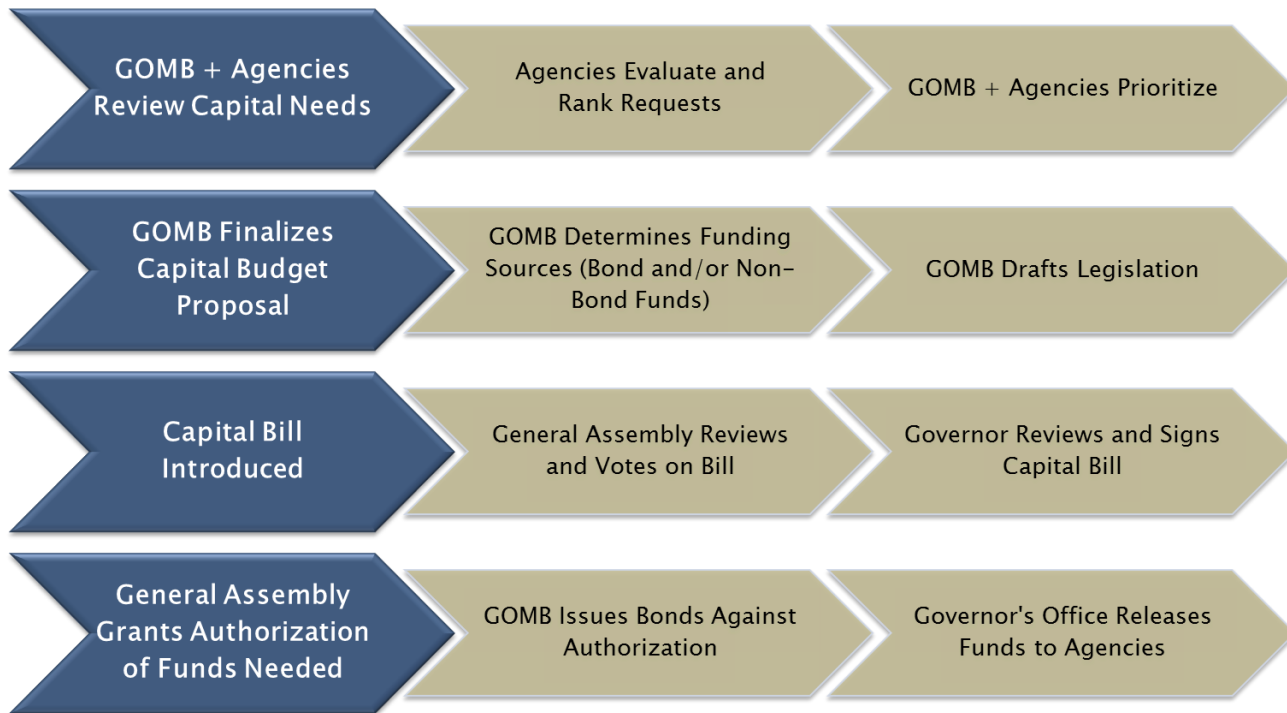 GOMB + Agencies
Review Capital Needs
Agencies Evaluate and
Rank Requests
GOMB + Agencies Prioritize
GOMB Finalizes
Capital Budget
Proposal
GOMB Determines Funding
Sources (Bond and/or Non-
Bond Funds)
GOMB Drafts Legislation
Capital Bill
Introduced
General Assembly Reviews
and Votes on Bill
Governor Reviews and Signs
Capital Bill
General Assembly
Grants Authorization
of Funds Needed
GOMB Issues Bonds Against
Authorization
Governor's Office Releases
Funds to Agencies